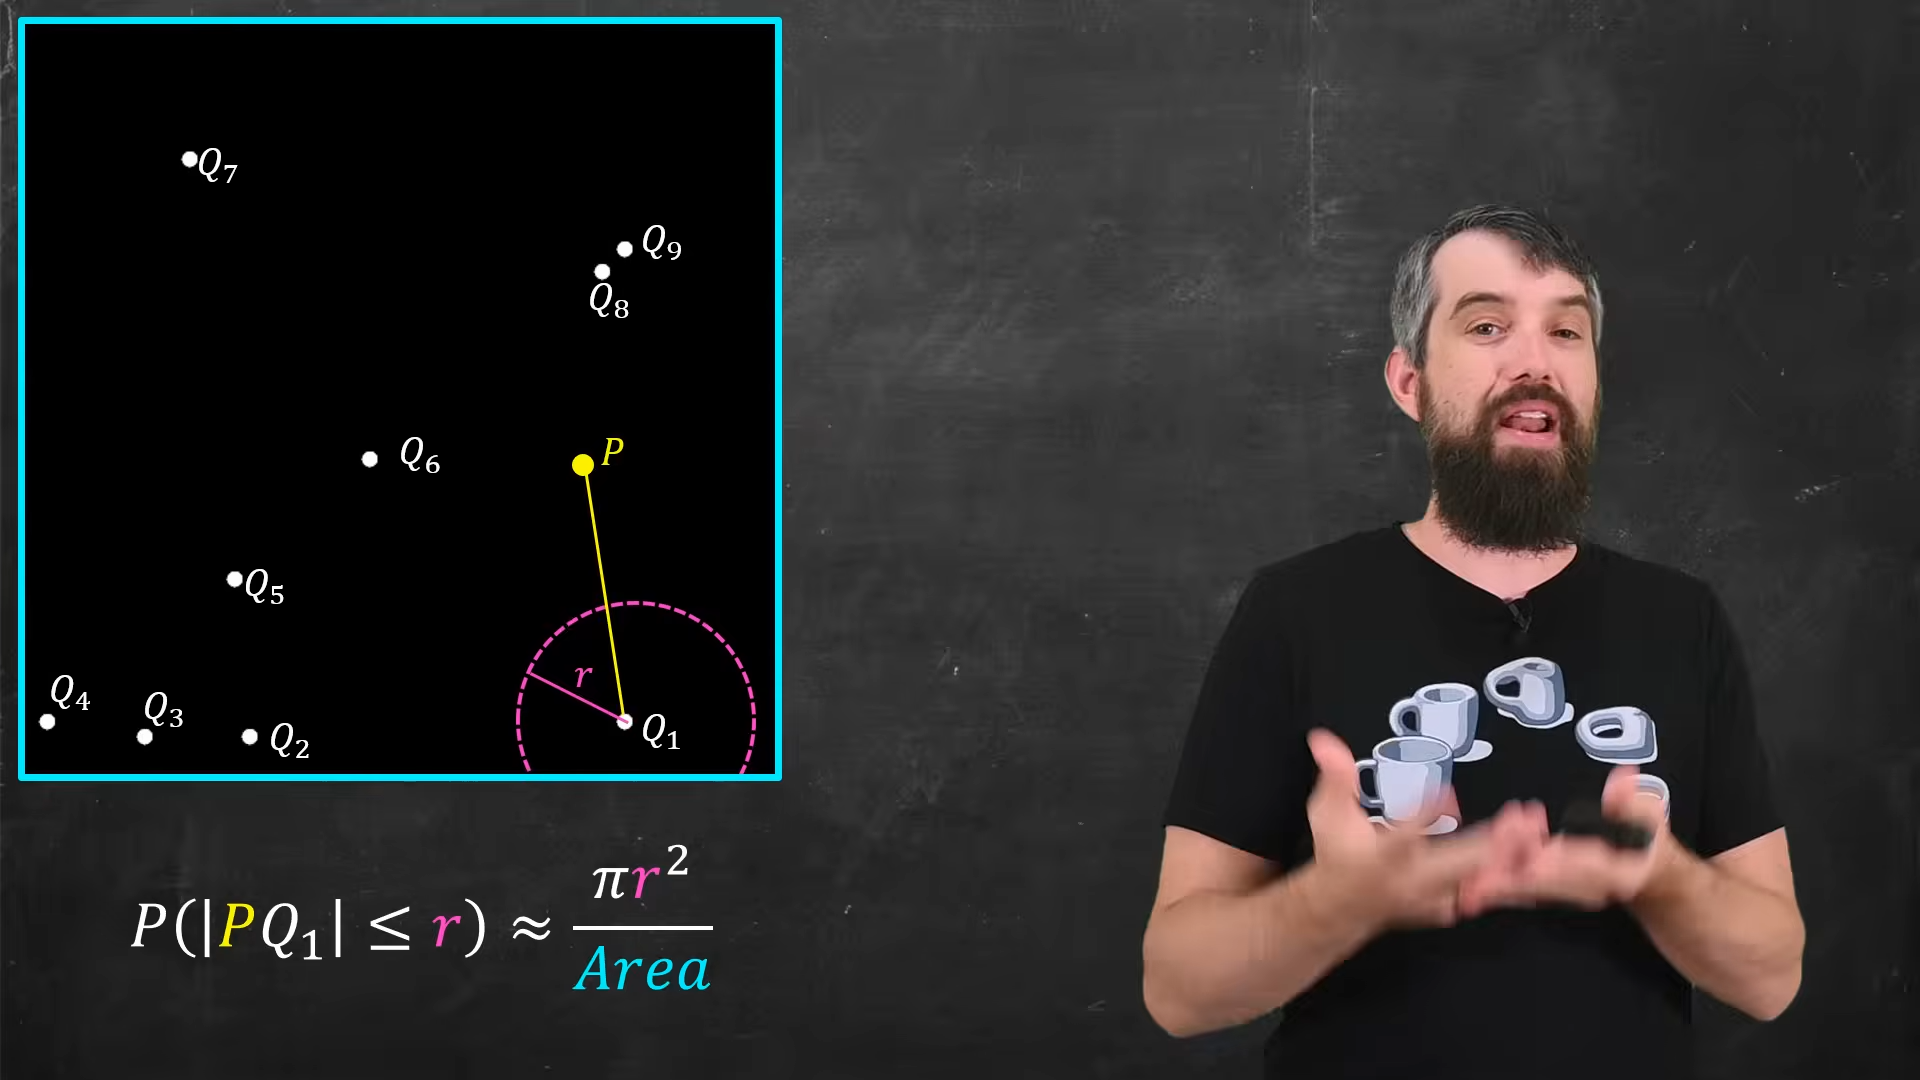 Q₇
Q₉
Q₈
P
Q₆
Q₅
r
Q₄
Q₃
Q₁
Q₂
P(|PQ₁| ≤ r) ≈ πr² / Area